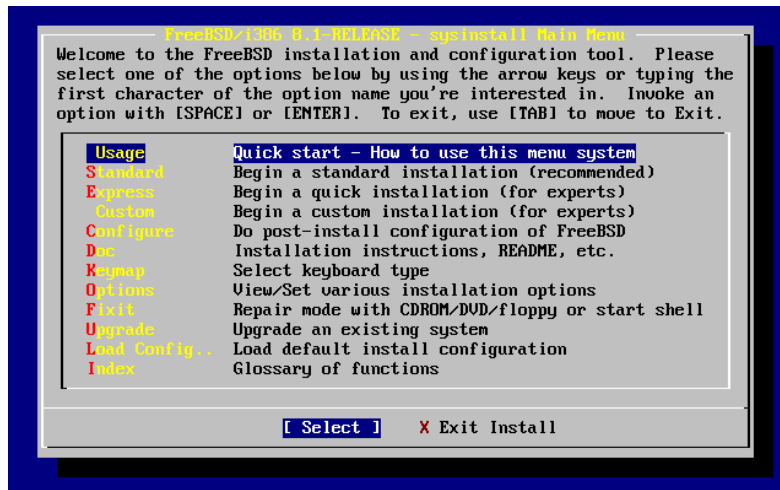 FreeBSD/i386 8.1-RELEASE - sysinstall Main Menu
Welcome to the FreeBSD installation and configuration tool.  Please
select one of the options below by using the arrow keys or typing the
first character of the option name you're interested in.  Invoke an
option with [SPACE] or [ENTER].  To exit, use [TAB] to move to Exit.
Usage Quick start - How to use this menu system
Standard Begin a standard installation (recommended)
Express Begin a quick installation (for experts)
Custom Begin a custom installation (for experts)
Configure Do post-install configuration of FreeBSD
Doc Installation instructions, README, etc.
Keymap Select keyboard type
Options View/Set various installation options
Fixit Repair mode with CDROM/DVD/floppy or start shell
Upgrade Upgrade an existing system
Load Config.. Load default install configuration
Index Glossary of functions
[ Select ] X Exit Install